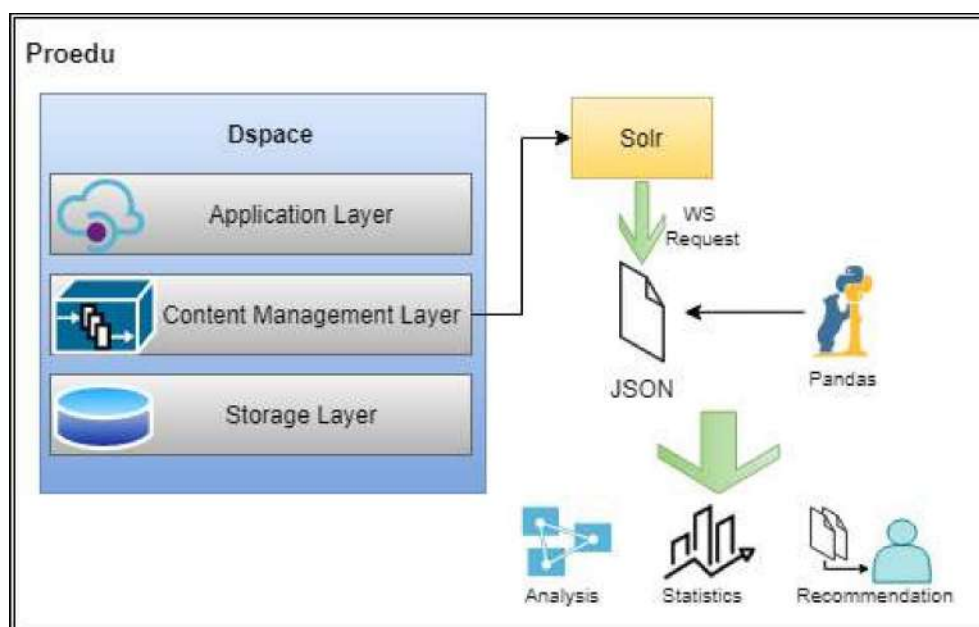 Proedu
Dspace
Application Layer
Content Management Layer
Storage Layer
Solr
WS
Request
JSON
Pandas
Analysis
Statistics
Recommendation